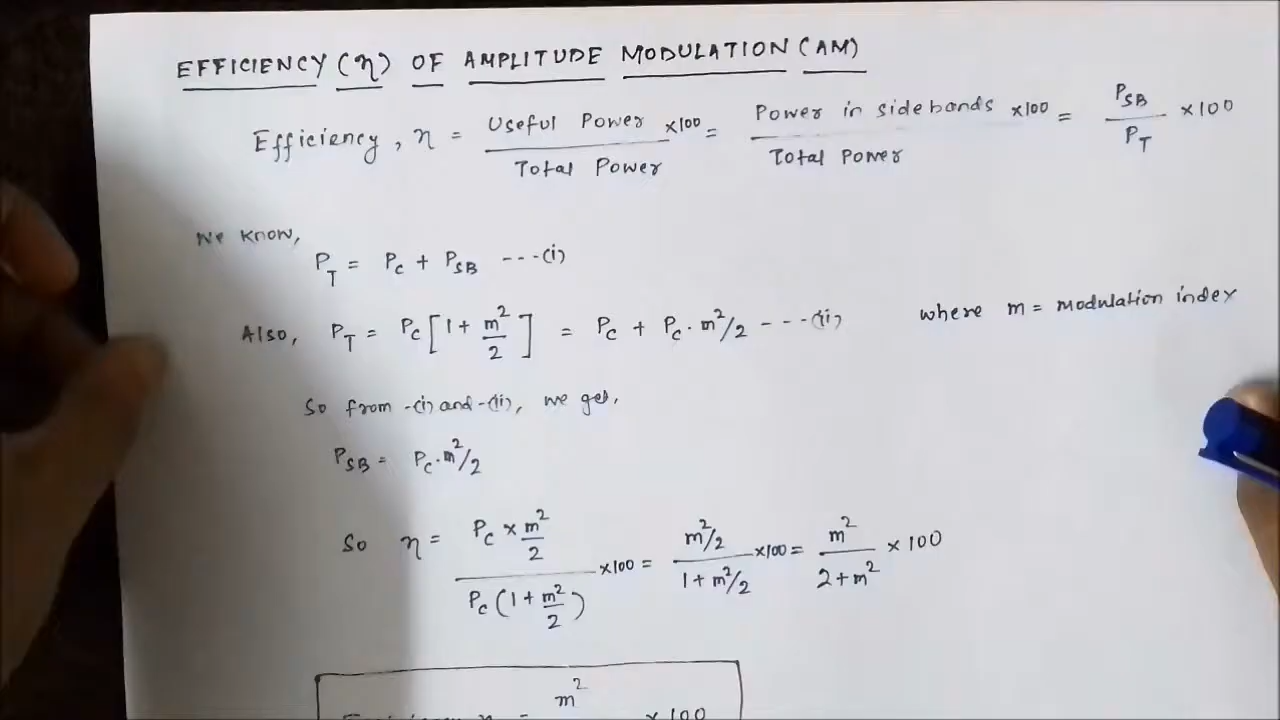 EFFICIENCY (η) OF AMPLITUDE MODULATION (AM)
Efficiency, η = Useful Power / Total Power ×100 = Power in sidebands / Total Power ×100 = P_SB / P_T ×100
We know,
P_T = P_C + P_SB ---(i)
Also, P_T = P_C [1 + m²/2] = P_C + P_C · m²/2 ---(ii) where m = modulation index
So from -(i) and -(ii), we get,
P_SB = P_C · m²/2
So η = P_C × m²/2 / P_C (1 + m²/2) ×100 = m²/2 / 1 + m²/2 ×100 = m² / 2 + m² × 100
m²
η = × 100